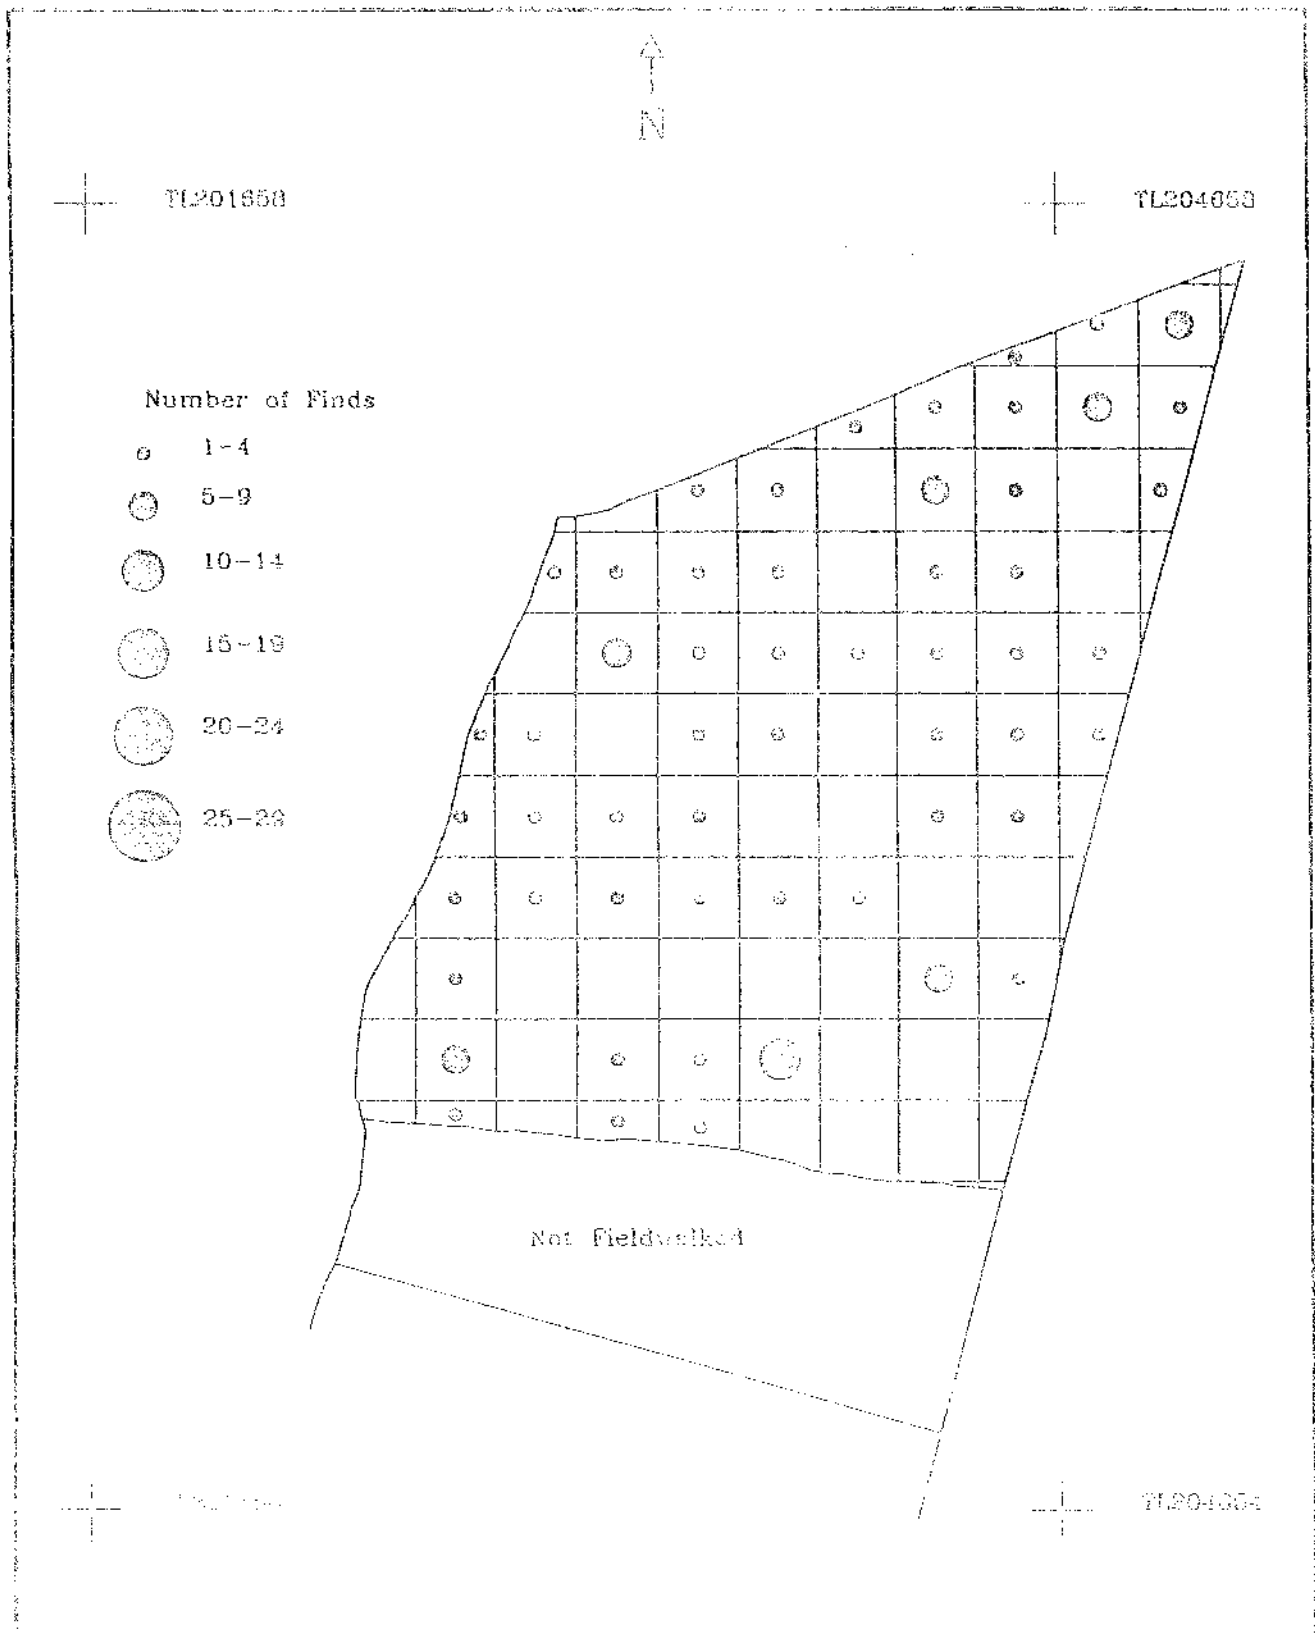 N
TL201658
TL204658
Number of Finds
1-4
5-9
10-14
15-19
20-24
25-29
Not Fieldwalked
TL204654